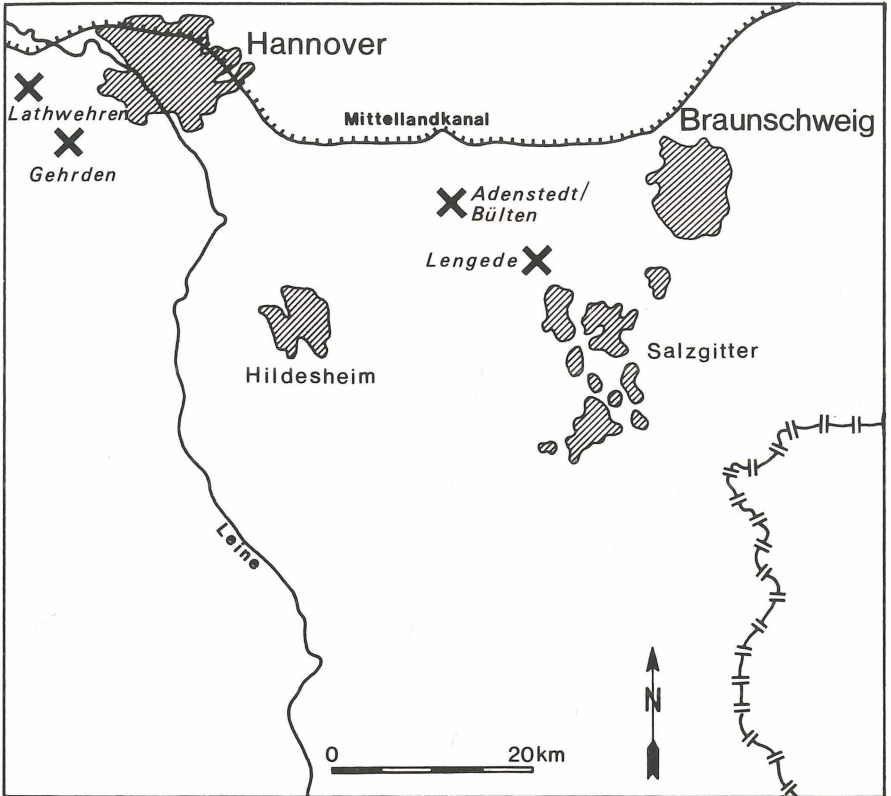 Hannover
Lathwehren
Gehrden
Mittellandkanal
Braunschweig
Adenstedt/
Bülten
Lengede
Hildesheim
Salzgitter
Leine
N
0 20km